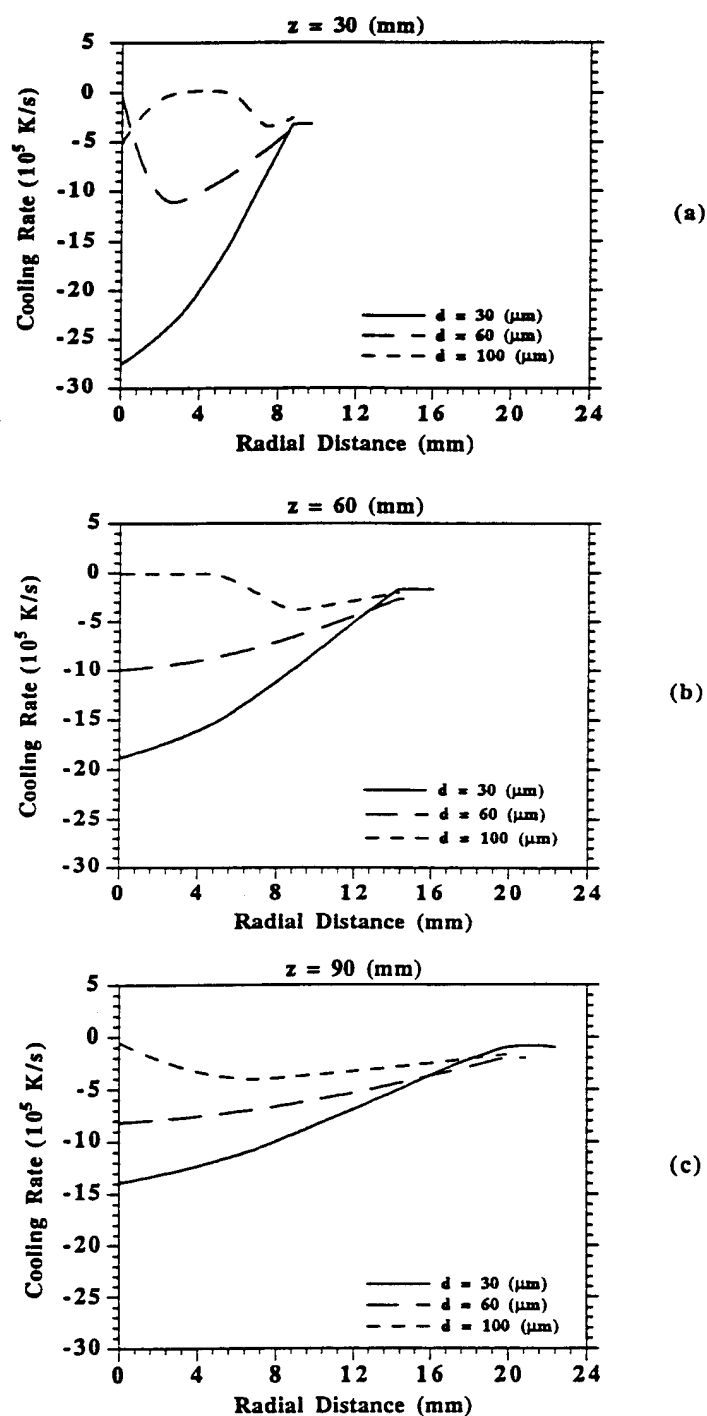 z = 30 (mm)
Cooling Rate (10⁵ K/s)
5
0
-5
-10
-15
-20
-25
-30
d = 30 (µm)
d = 60 (µm)
d = 100 (µm)
0 4 8 12 16 20 24
Radial Distance (mm)
(a)
z = 60 (mm)
Cooling Rate (10⁵ K/s)
5
0
-5
-10
-15
-20
-25
-30
d = 30 (µm)
d = 60 (µm)
d = 100 (µm)
0 4 8 12 16 20 24
Radial Distance (mm)
(b)
z = 90 (mm)
Cooling Rate (10⁵ K/s)
5
0
-5
-10
-15
-20
-25
-30
d = 30 (µm)
d = 60 (µm)
d = 100 (µm)
0 4 8 12 16 20 24
Radial Distance (mm)
(c)